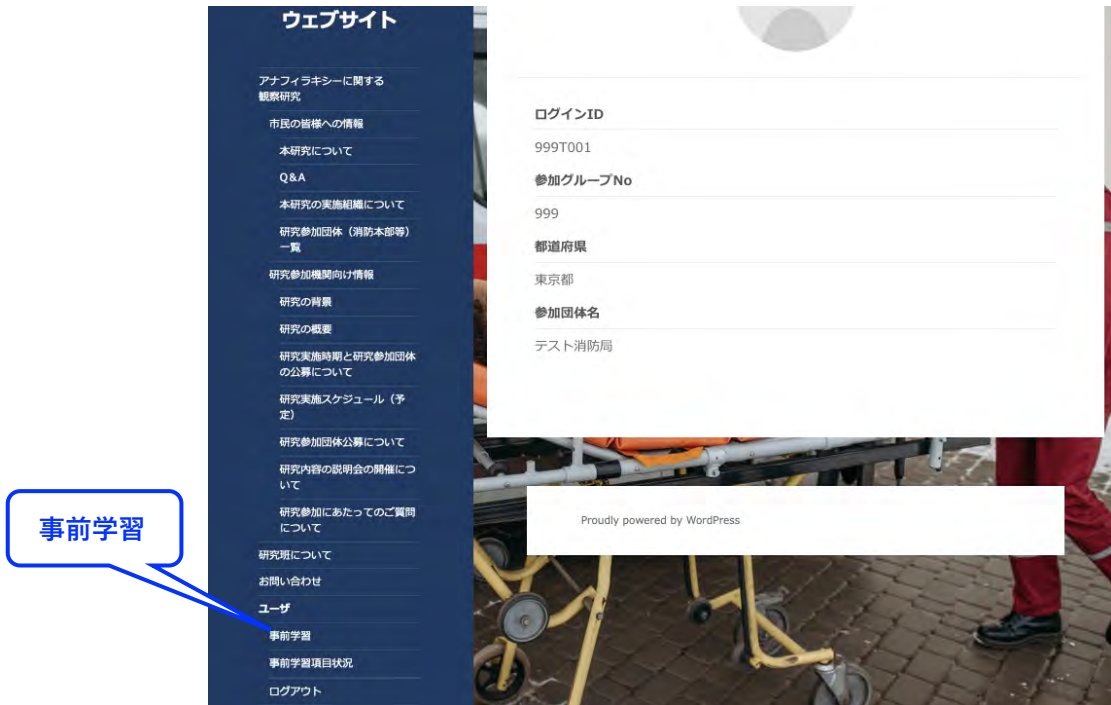 ウェブサイト
アナフィラキシーに関する
観察研究
市民の皆様への情報
本研究について
Q&A
本研究の実施組織について
研究参加団体（消防本部等）
一覧
研究参加機関向け情報
研究の背景
研究の概要
研究実施時期と研究参加団体
の公募について
研究実施スケジュール（予
定）
研究参加団体公募について
研究内容の説明会の開催につ
いて
研究参加にあたってのご質問
について
研究班について
お問い合わせ
ユーザ
事前学習
事前学習項目状況
ログアウト
事前学習
ログインID
999T001
参加グループNo
999
都道府県
東京都
参加団体名
テスト消防局
Proudly powered by WordPress